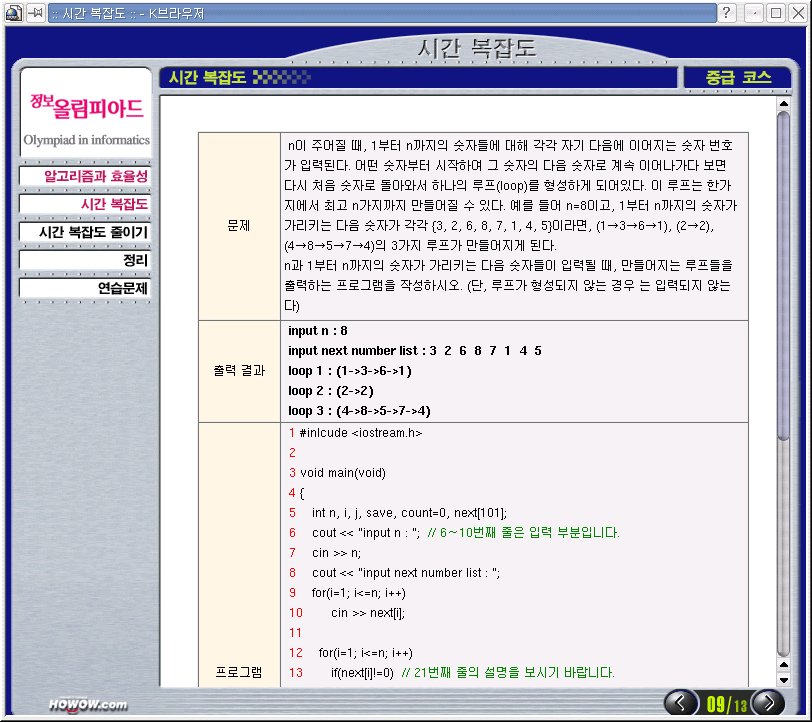 :: 시간 복잡도 :: - K브라우저
시간 복잡도
시간 복잡도
중급 코스
정보올림피아드
Olympiad in informatics
알고리즘과 효율성
시간 복잡도
시간 복잡도 줄이기
정리
연습문제
문제
n이 주어질 때, 1부터 n까지의 숫자들에 대해 각각 자기 다음에 이어지는 숫자 번호
가 입력된다. 어떤 숫자부터 시작하여 그 숫자의 다음 숫자로 계속 이어나가다 보면
다시 처음 숫자로 돌아와서 하나의 루프(loop)를 형성하게 되어있다. 이 루프는 한가
지에서 최고 n가지까지 만들어질 수 있다. 예를 들어 n=8이고, 1부터 n까지의 숫자가
가리키는 다음 숫자가 각각 {3, 2, 6, 8, 7, 1, 4, 5}이라면, (1→3→6→1), (2→2),
(4→8→5→7→4)의 3가지 루프가 만들어지게 된다.
n과 1부터 n까지의 숫자가 가리키는 다음 숫자들이 입력될 때, 만들어지는 루프들을
출력하는 프로그램을 작성하시오. (단, 루프가 형성되지 않는 경우 는 입력되지 않는
다)
출력 결과
input n : 8
input next number list : 3 2 6 8 7 1 4 5
loop 1 : (1->3->6->1)
loop 2 : (2->2)
loop 3 : (4->8->5->7->4)
프로그램
1 #inlcude <iostream.h>
2
3 void main(void)
4 {
5 int n, i, j, save, count=0, next[101];
6 cout << "input n : "; // 6~10번째 줄은 입력 부분입니다.
7 cin >> n;
8 cout << "input next number list : ";
9 for(i=1; i<=n; i++)
10 cin >> next[i];
11
12 for(i=1; i<=n; i++)
13 if(next[i]!=0) // 21번째 줄의 설명을 보시기 바랍니다.
HOWOW.com
09/13